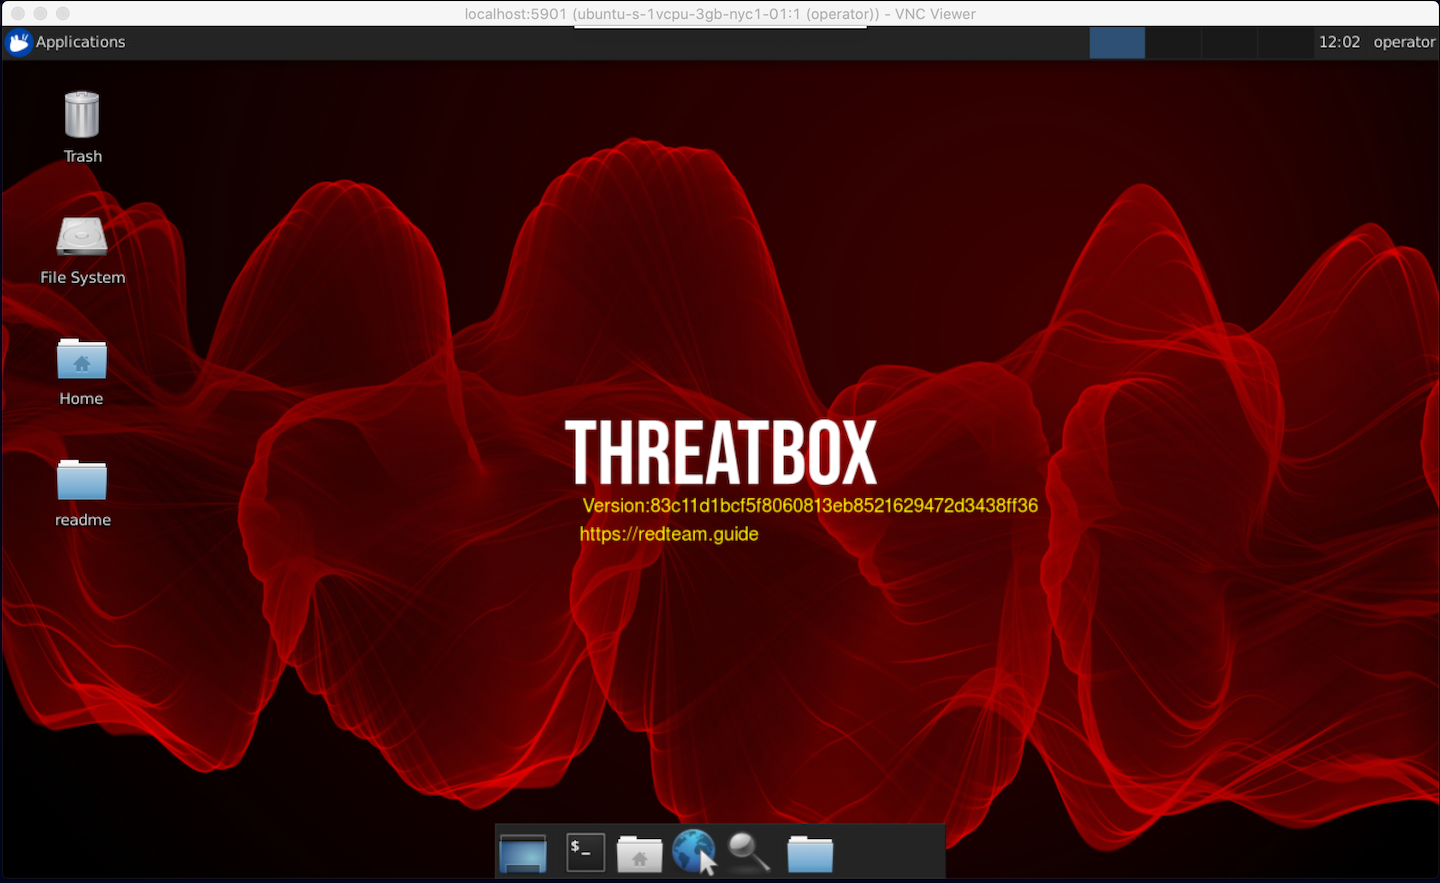 localhost:5901 (ubuntu-s-1vcpu-3gb-nyc1-01:1 (operator)) - VNC Viewer
Applications
12:02 operator
Trash
File System
Home
readme
THREATBOX
Version:83c11d1bcf5f8060813eb8521629472d3438ff36
https://redteam.guide
$_